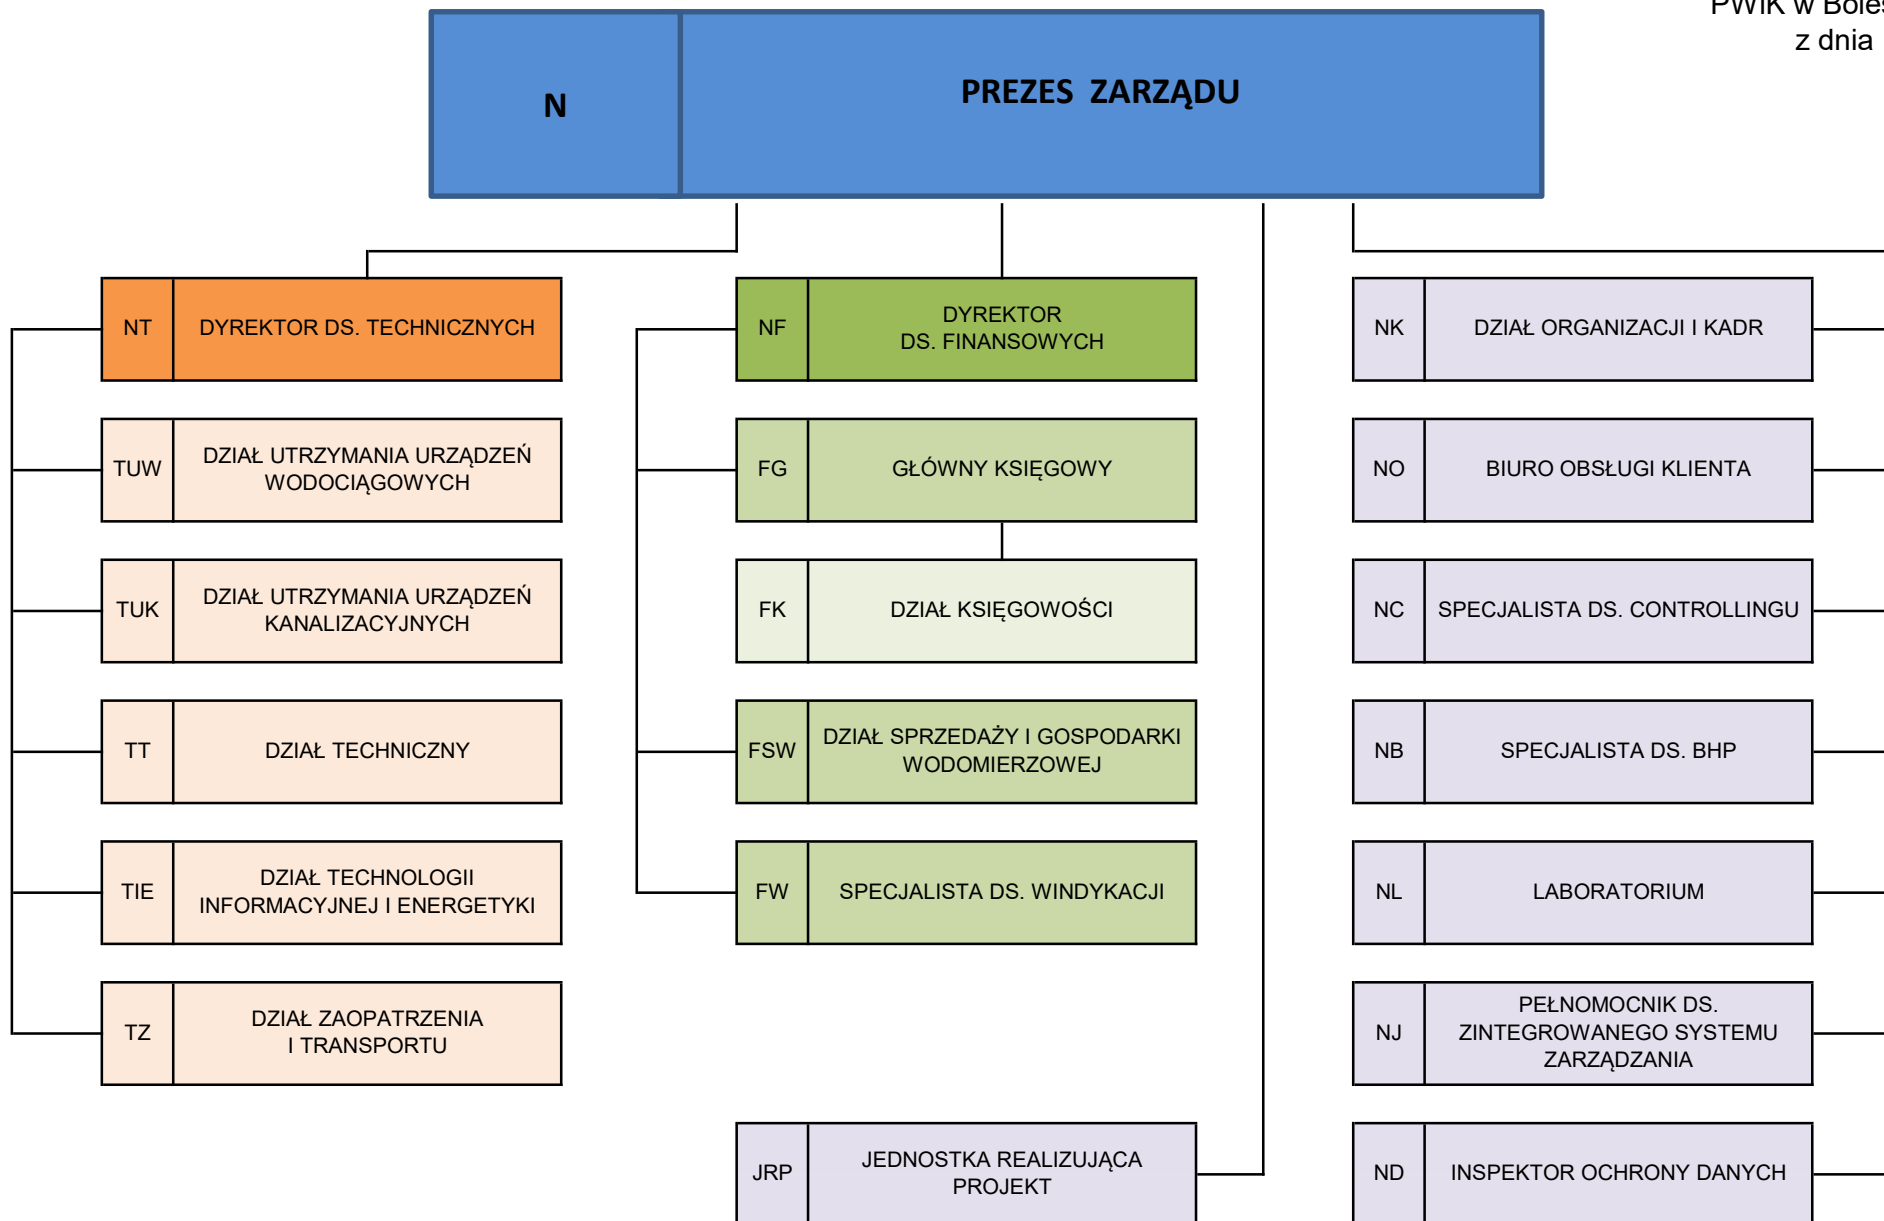 PWiK w Boles
z dnia
N
PREZES ZARZĄDU
NT
DYREKTOR DS. TECHNICZNYCH
TUW
DZIAŁ UTRZYMANIA URZĄDZEŃ
WODOCIĄGOWYCH
TUK
DZIAŁ UTRZYMANIA URZĄDZEŃ
KANALIZACYJNYCH
TT
DZIAŁ TECHNICZNY
TIE
DZIAŁ TECHNOLOGII
INFORMACYJNEJ I ENERGETYKI
TZ
DZIAŁ ZAOPATRZENIA
I TRANSPORTU
NF
DYREKTOR
DS. FINANSOWYCH
FG
GŁÓWNY KSIĘGOWY
FK
DZIAŁ KSIĘGOWOŚCI
FSW
DZIAŁ SPRZEDAŻY I GOSPODARKI
WODOMIERZOWEJ
FW
SPECJALISTA DS. WINDYKACJI
JRP
JEDNOSTKA REALIZUJĄCA
PROJEKT
NK
DZIAŁ ORGANIZACJI I KADR
NO
BIURO OBSŁUGI KLIENTA
NC
SPECJALISTA DS. CONTROLLINGU
NB
SPECJALISTA DS. BHP
NL
LABORATORIUM
NJ
PEŁNOMOCNIK DS.
ZINTEGROWANEGO SYSTEMU
ZARZĄDZANIA
ND
INSPEKTOR OCHRONY DANYCH